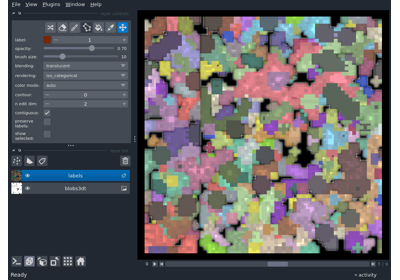 File View Plugins Window Help
label: 1
opacity: 0.70
brush size: 10
blending: translucent
rendering: iso_categorical
color mode: auto
contour: 0
n edit dim: 2
contiguous:
preserve
labels:
show
selected:
labels
blobs3dt
Ready
activity